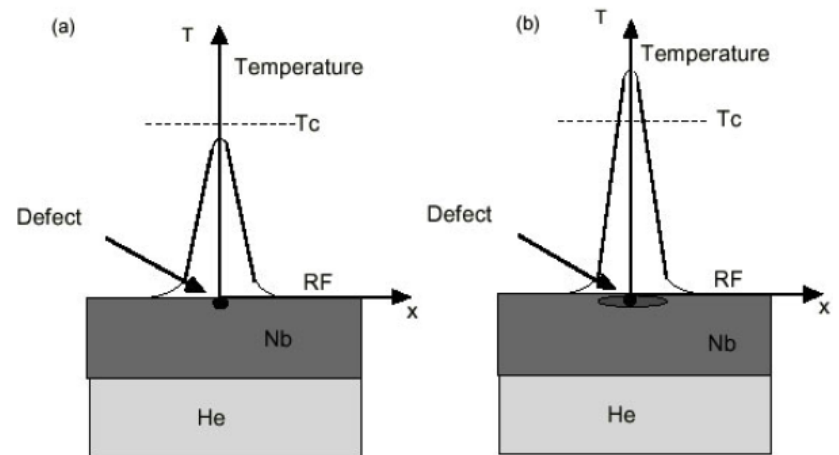 (a)
T
Temperature
Tc
Defect
RF
x
Nb
He
(b)
T
Temperature
Tc
Defect
RF
x
Nb
He